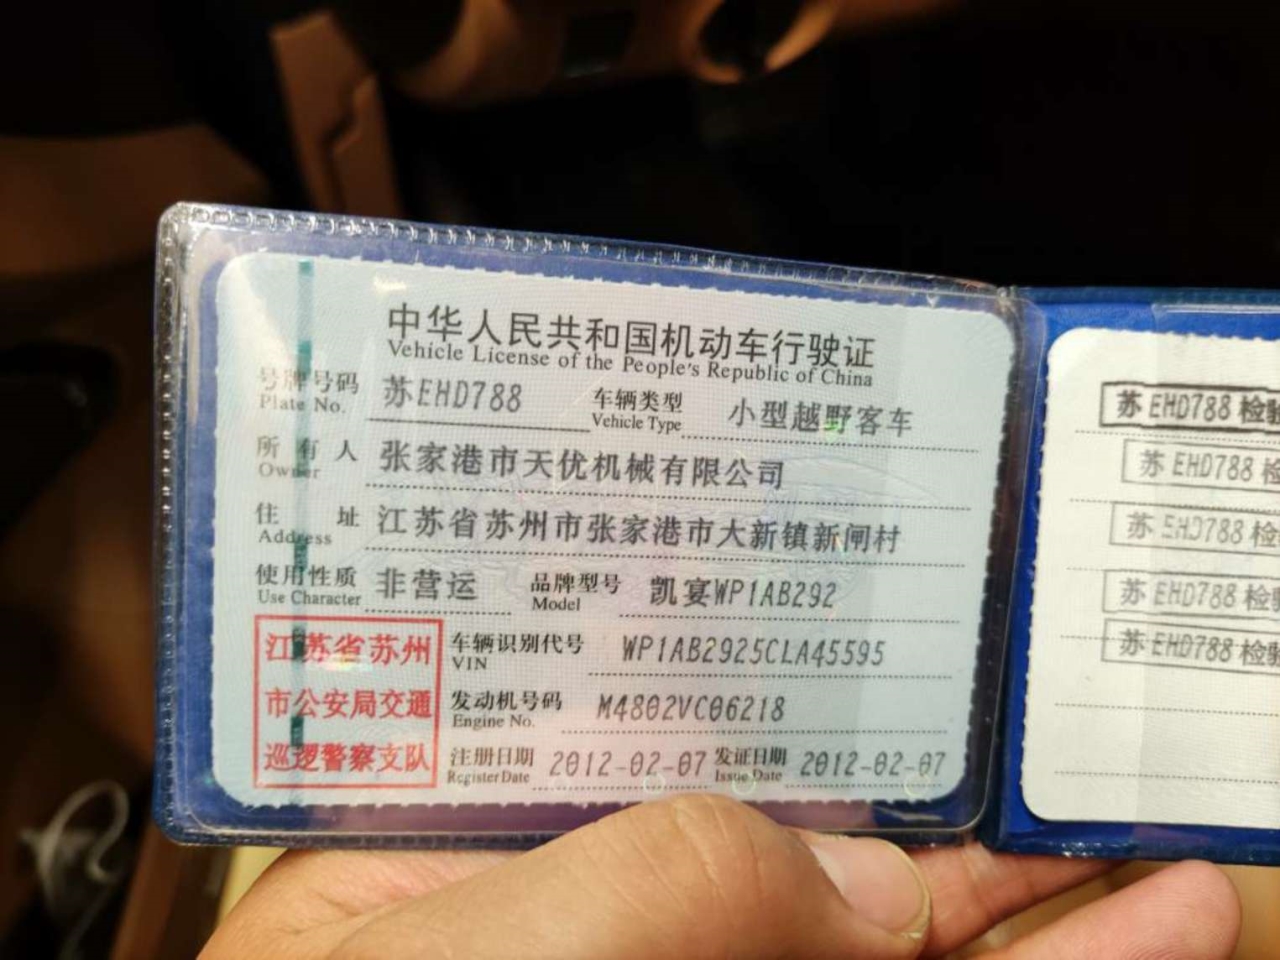 中华人民共和国机动车行驶证
Vehicle License of the People's Republic of China
号牌号码 苏EHD788 车辆类型 小型越野客车
Plate No. Vehicle Type
所有人 张家港市天优机械有限公司
Owner
住址 江苏省苏州市张家港市大新镇新闸村
Address
使用性质 非营运 品牌型号 凯宴WP1AB292
Use Character Model
江苏省苏州
市公安局交通
巡逻警察支队
车辆识别代号 WP1AB2925CLA45595
VIN
发动机号码 M4802VC06218
Engine No.
注册日期 2012-02-07 发证日期 2012-02-07
Register Date Issue Date
苏EHD788检验
苏EHD788检
苏EHD788检验
苏EHD788检验
苏EHD788检验